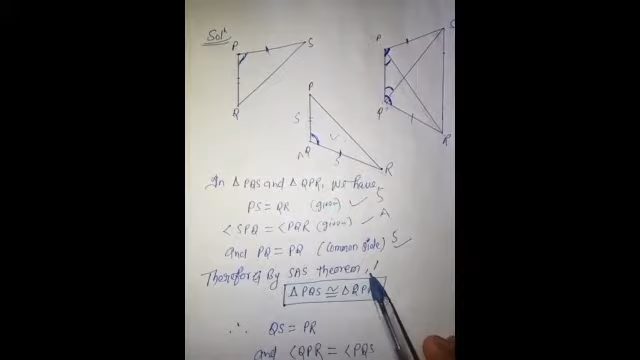 Solⁿ
P S
P S
Q
P
S
Q
A Q
S R
R
In Δ PQS and Δ QPR, we have,
PS = QR (given) ✓ S
∠SPQ = ∠PQR (given) ✓ A
and PQ = PQ (Common side) S ✓
Therefore, By SAS theorem,
Δ PQS ≅ Δ QP
∴ QS = PR
and ∠QPR = ∠PQS